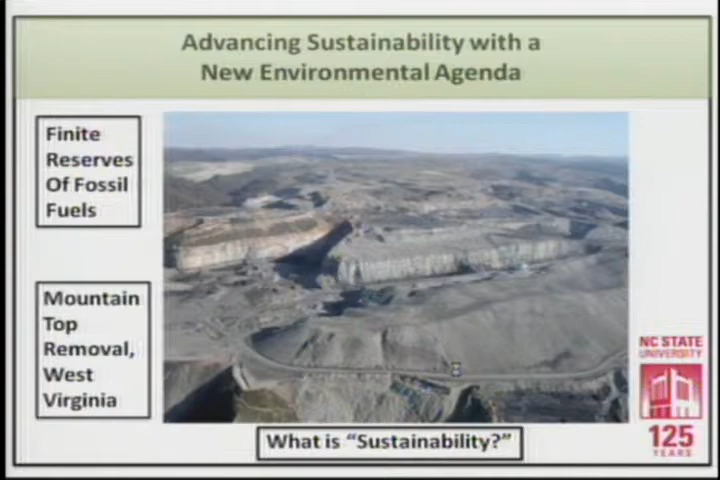 Advancing Sustainability with a
New Environmental Agenda
Finite
Reserves
Of Fossil
Fuels
Mountain
Top
Removal,
West
Virginia
NC STATE
UNIVERSITY
125
YEARS
What is “Sustainability?”